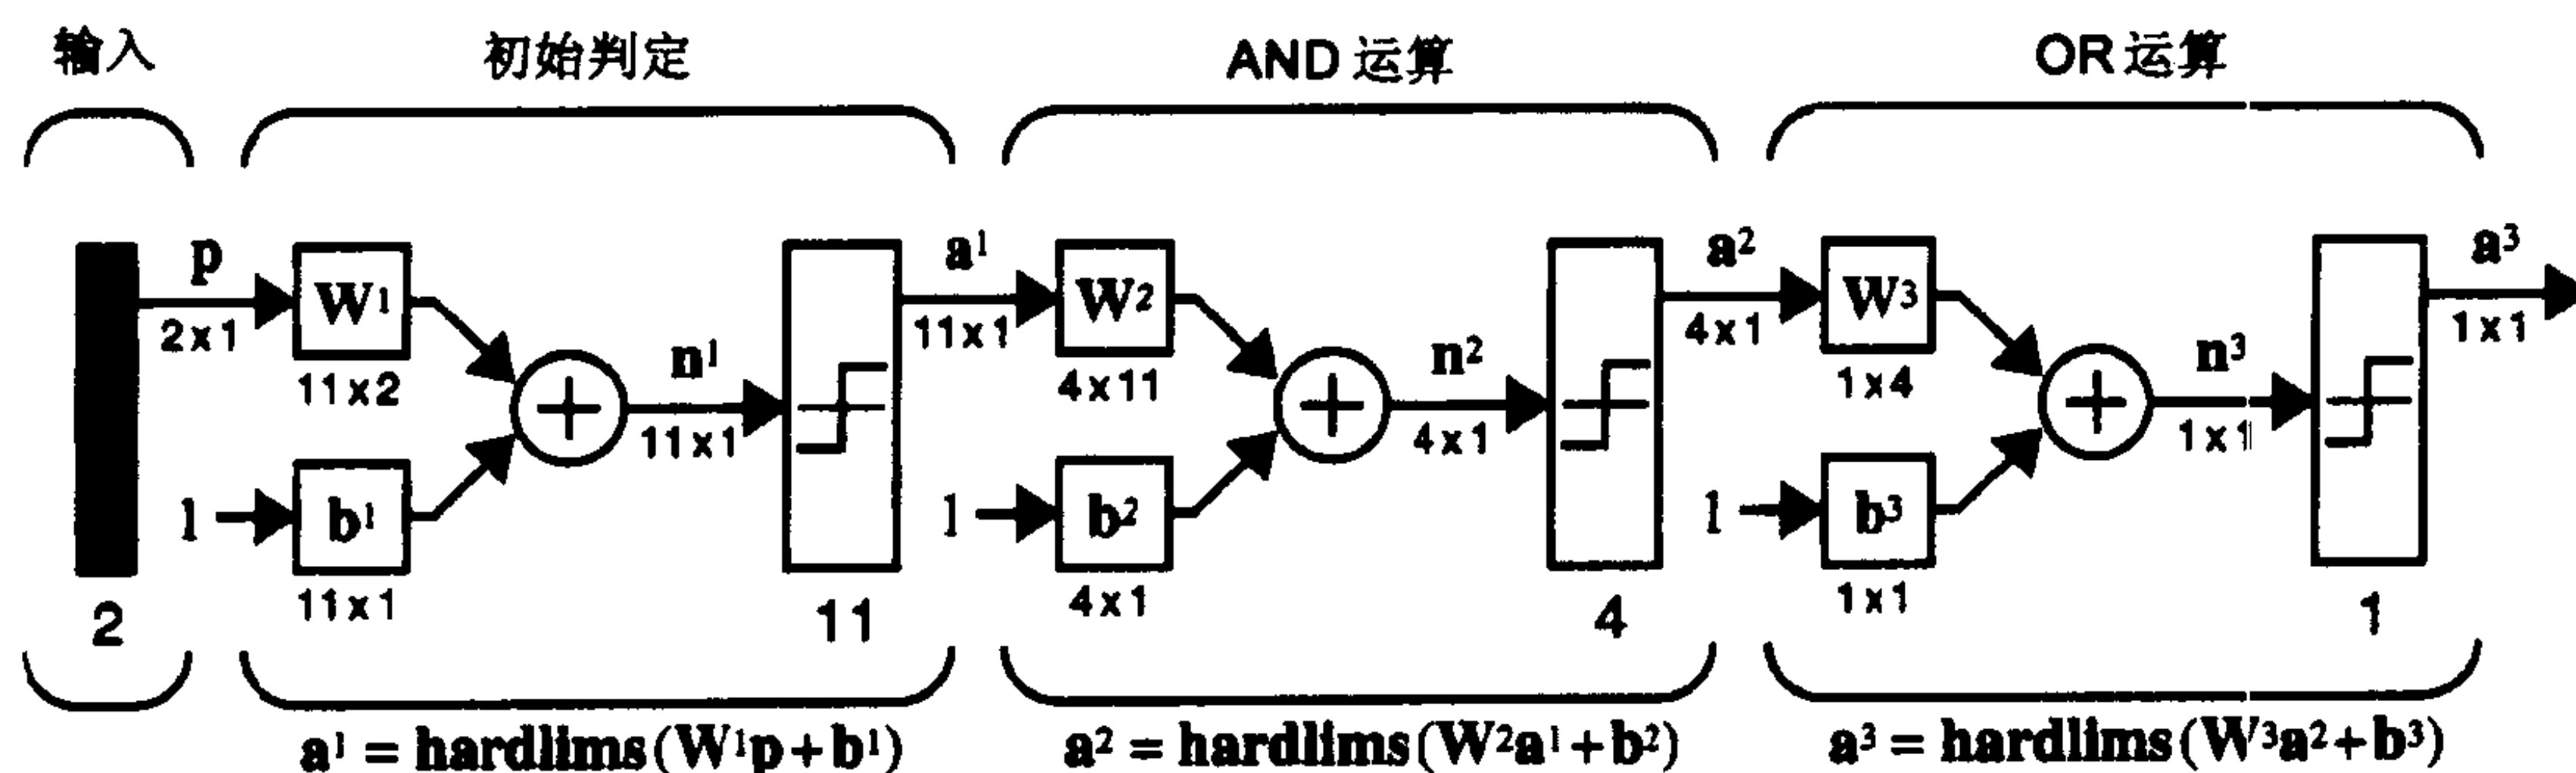 输入 初始判定 AND 运算 OR 运算
p a¹ a² a³
W¹ W² W³
2x1 11x1 4x1 1x1
11x2 n¹ 4x11 n² 1x4 n³
11x1 4x1 1x1
1 b¹ 1 b² 1 b³
11x1 4x1 1x1
2 11 4 1
a¹ = hardlims(W¹p+b¹) a² = hardlims(W²a¹+b²) a³ = hardlims(W³a²+b³)